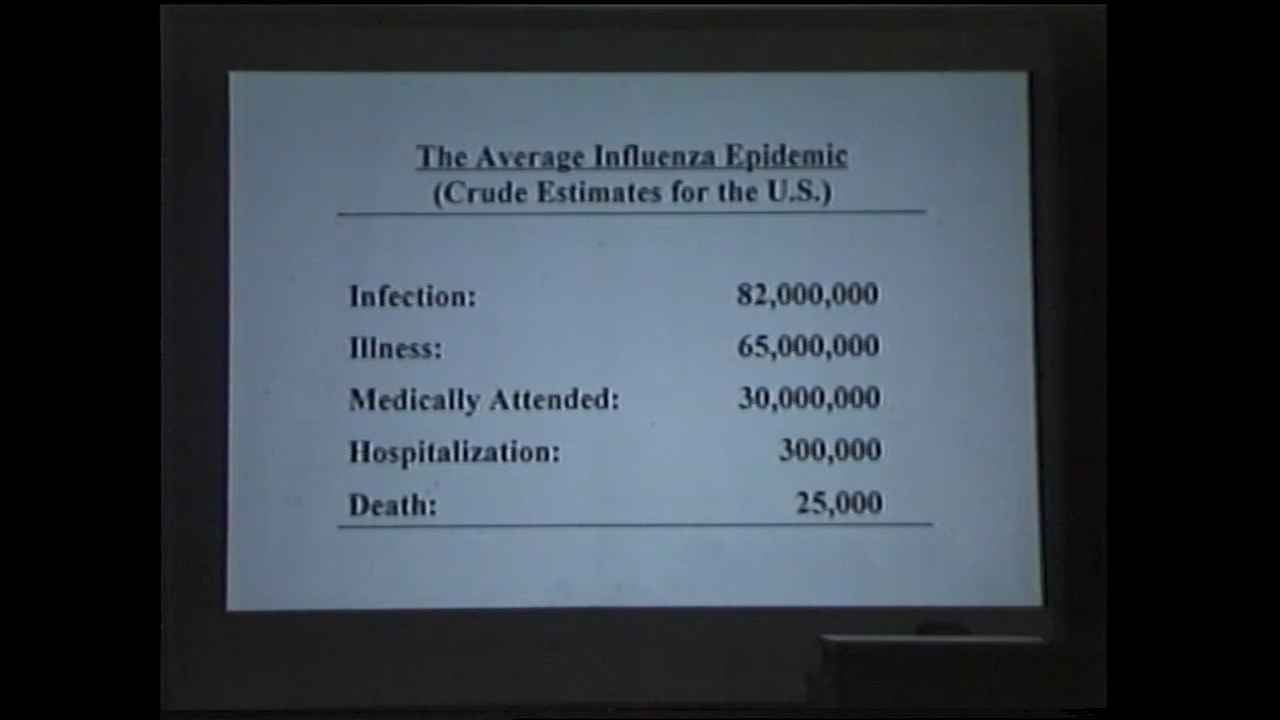 The Average Influenza Epidemic
(Crude Estimates for the U.S.)
Infection: 82,000,000
Illness: 65,000,000
Medically Attended: 30,000,000
Hospitalization: 300,000
Death: 25,000